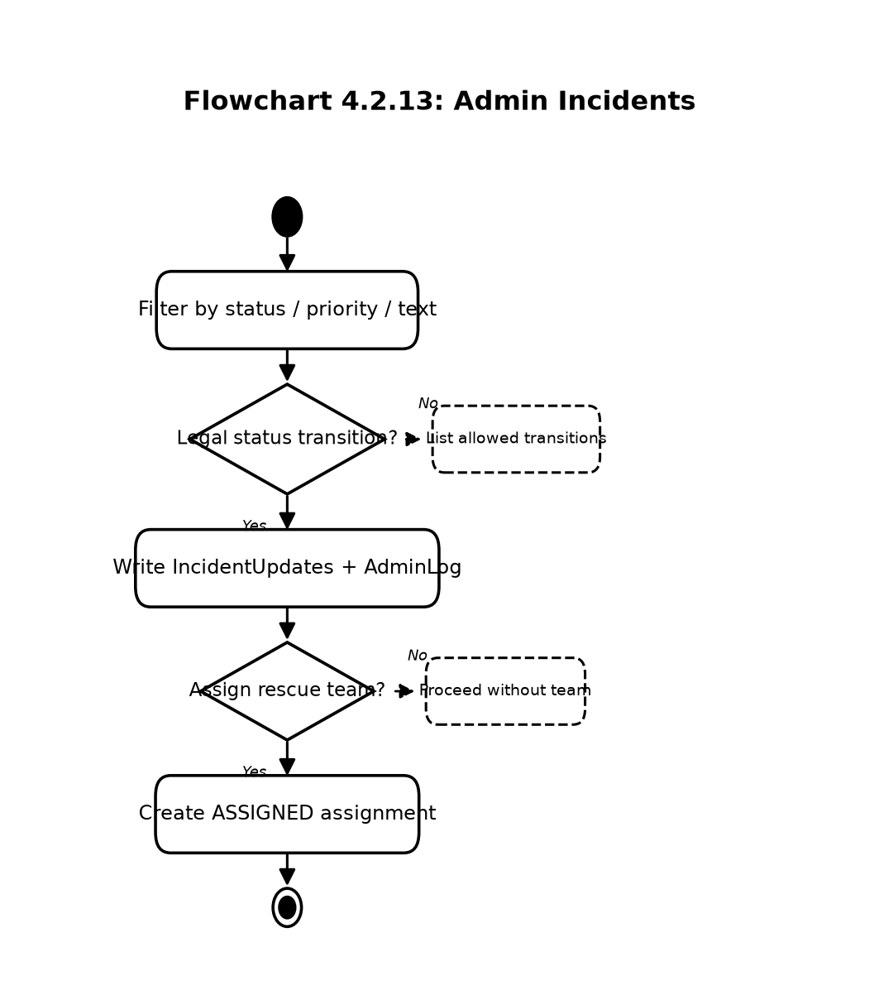 Flowchart 4.2.13: Admin Incidents
Filter by status / priority / text
No
Legal status transition?
List allowed transitions
Yes
Write IncidentUpdates + AdminLog
No
Assign rescue team?
Proceed without team
Yes
Create ASSIGNED assignment